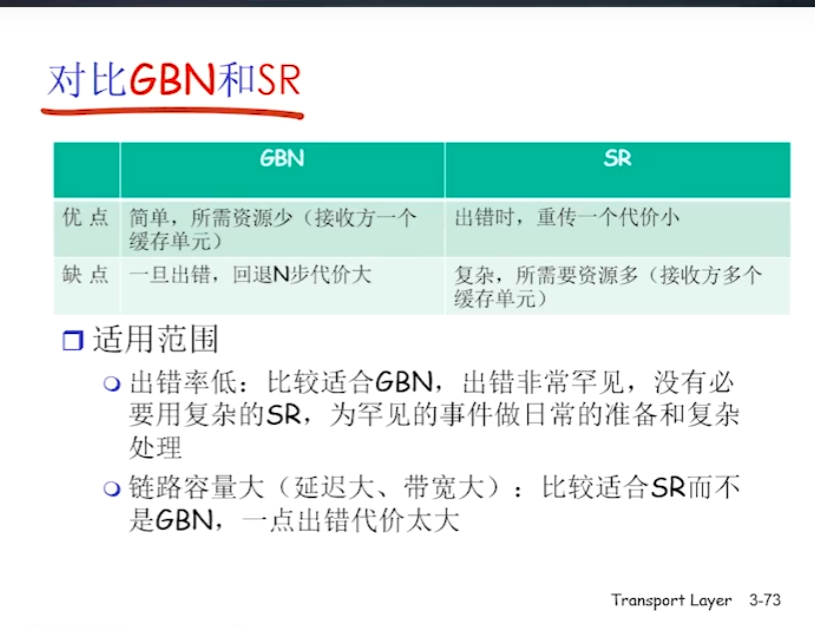 对比GBN和SR
GBN
SR
优 点
简单，所需资源少（接收方一个
缓存单元）
出错时，重传一个代价小
缺 点
一旦出错，回退N步代价大
复杂，所需要资源多（接收方多个
缓存单元）
适用范围
出错率低：比较适合GBN，出错非常罕见，没有必
要用复杂的SR，为罕见的事件做日常的准备和复杂
处理
链路容量大（延迟大、带宽大）：比较适合SR而不
是GBN，一点出错代价太大
Transport Layer 3-73